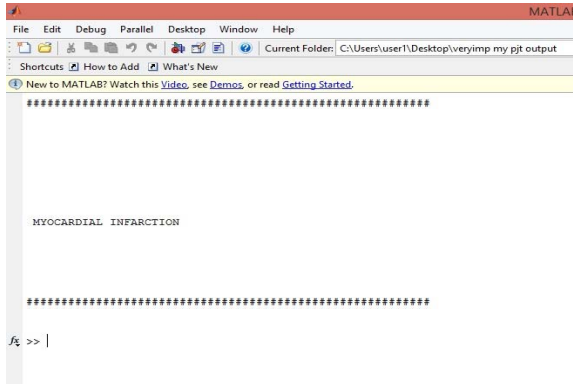 MATLAB
File Edit Debug Parallel Desktop Window Help
Current Folder: C:\Users\user1\Desktop\veryimp my pjt output
Shortcuts How to Add What's New
New to MATLAB? Watch this Video, see Demos, or read Getting Started.
##########################################################
MYOCARDIAL INFARCTION
##########################################################
fx >>